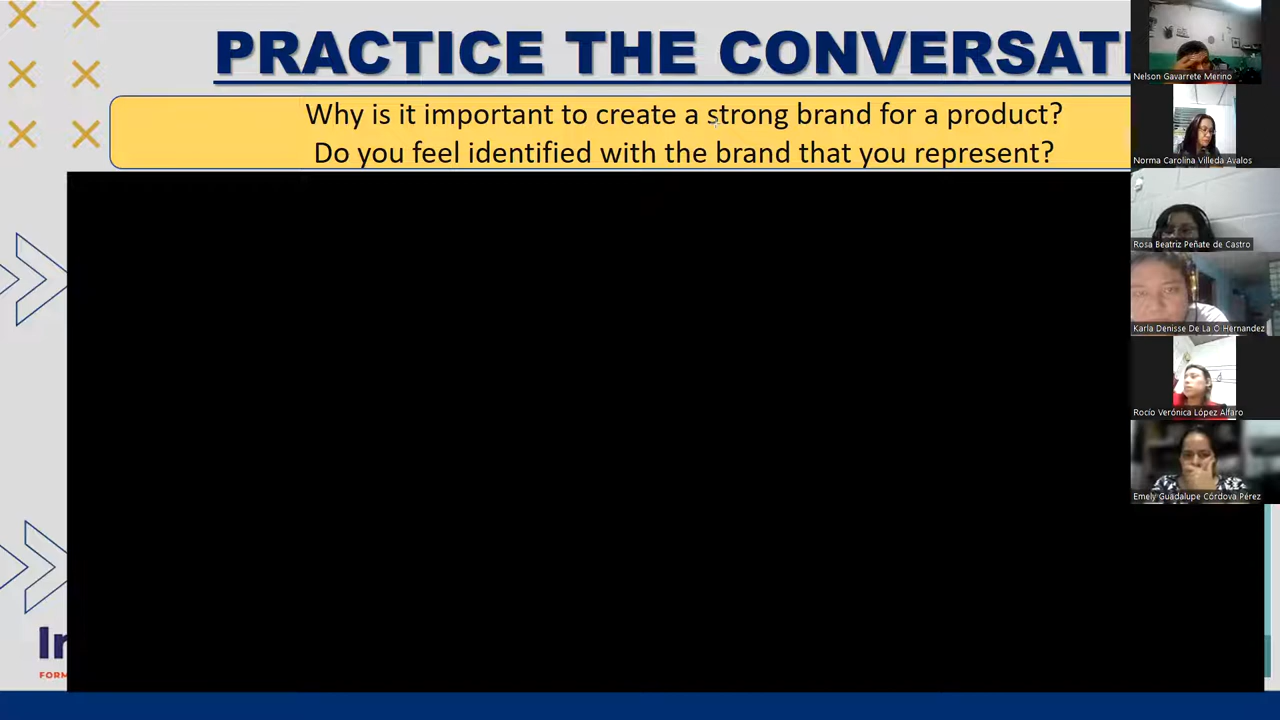 PRACTICE THE CONVERSATI
Why is it important to create a strong brand for a product?
Do you feel identified with the brand that you represent?
Nelson Gavarrete Merino
Norma Carolina Villeda Avalos
Rosa Beatriz Peñate de Castro
Karla Denisse De La O Hernandez
Rocío Verónica López Alfaro
Emely Guadalupe Córdova Pérez
In
FORM